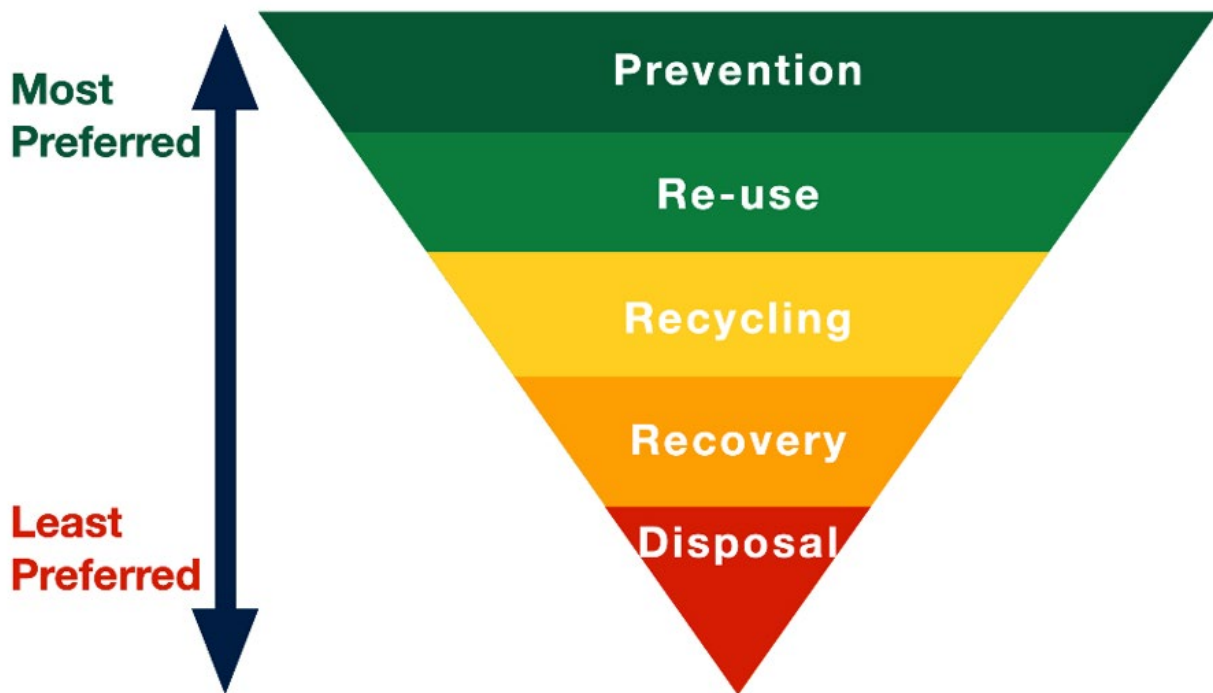 Most
Preferred
Prevention
Re-use
Recycling
Recovery
Least
Preferred
Disposal